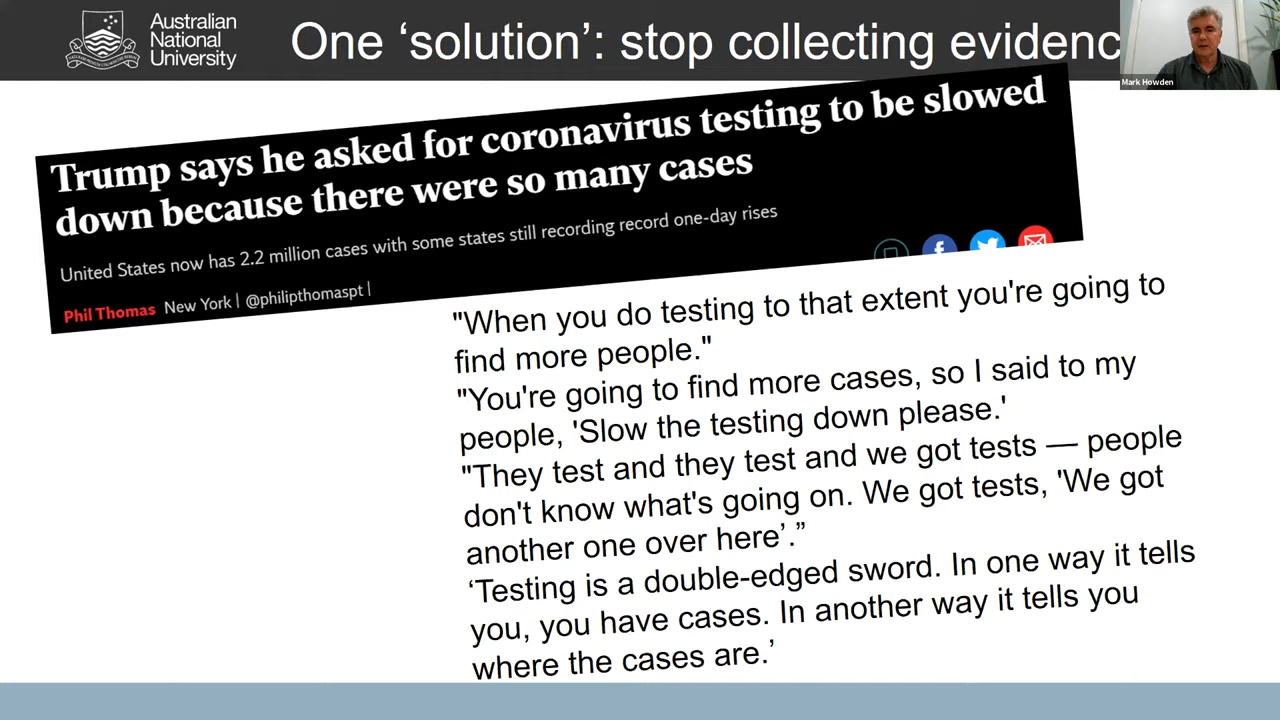 Australian
National
University
One ‘solution’: stop collecting evidenc
Mark Howden
Trump says he asked for coronavirus testing to be slowed
down because there were so many cases
United States now has 2.2 million cases with some states still recording record one-day rises
Phil Thomas New York | @philipthomaspt |
"When you do testing to that extent you're going to
find more people."
"You're going to find more cases, so I said to my
people, 'Slow the testing down please.'
"They test and they test and we got tests — people
don't know what's going on. We got tests, 'We got
another one over here’.”
‘Testing is a double-edged sword. In one way it tells
you, you have cases. In another way it tells you
where the cases are.’